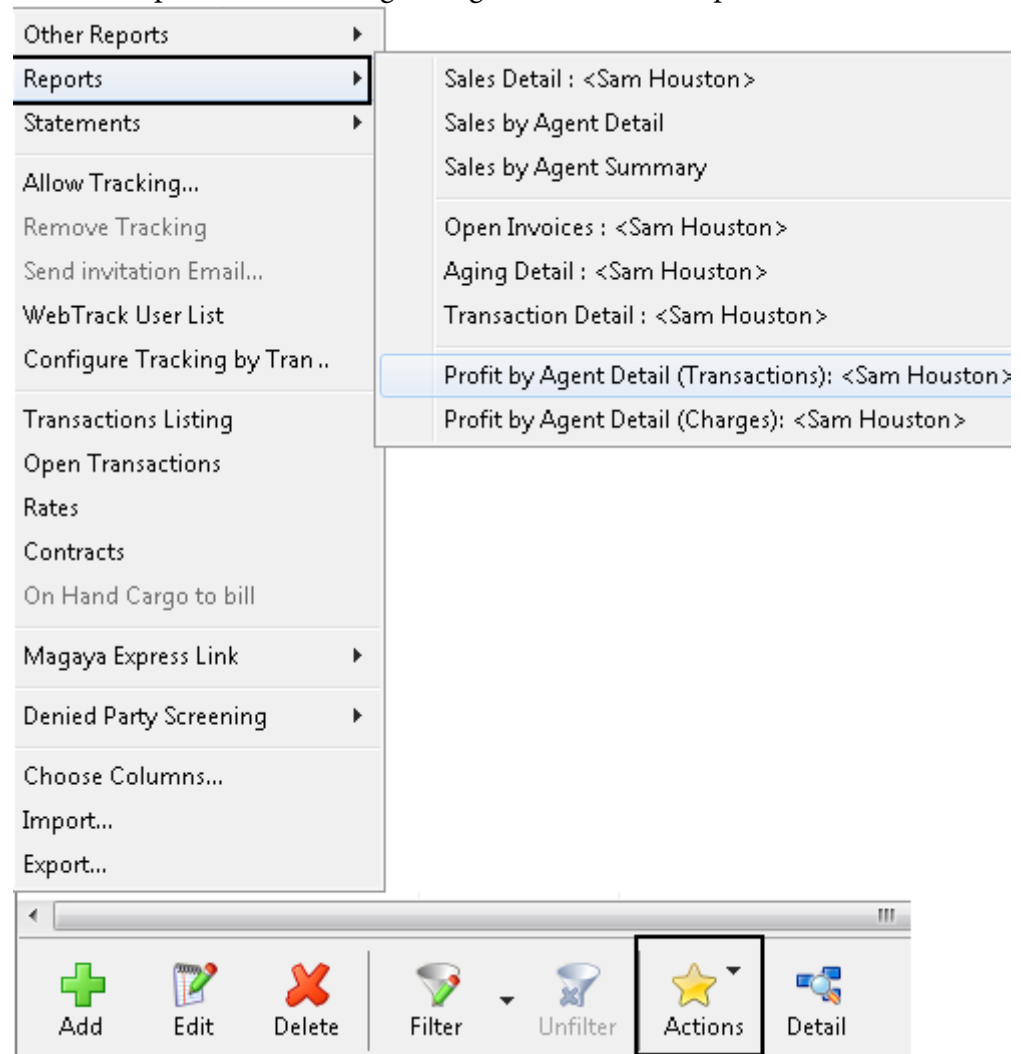 Other Reports
Reports
Statements
Allow Tracking...
Remove Tracking
Send invitation Email...
WebTrack User List
Configure Tracking by Tran ..
Transactions Listing
Open Transactions
Rates
Contracts
On Hand Cargo to bill
Magaya Express Link
Denied Party Screening
Choose Columns...
Import...
Export...
Sales Detail : <Sam Houston>
Sales by Agent Detail
Sales by Agent Summary
Open Invoices : <Sam Houston>
Aging Detail : <Sam Houston>
Transaction Detail : <Sam Houston>
Profit by Agent Detail (Transactions): <Sam Houston>
Profit by Agent Detail (Charges): <Sam Houston>
Add Edit Delete Filter Unfilter Actions Detail